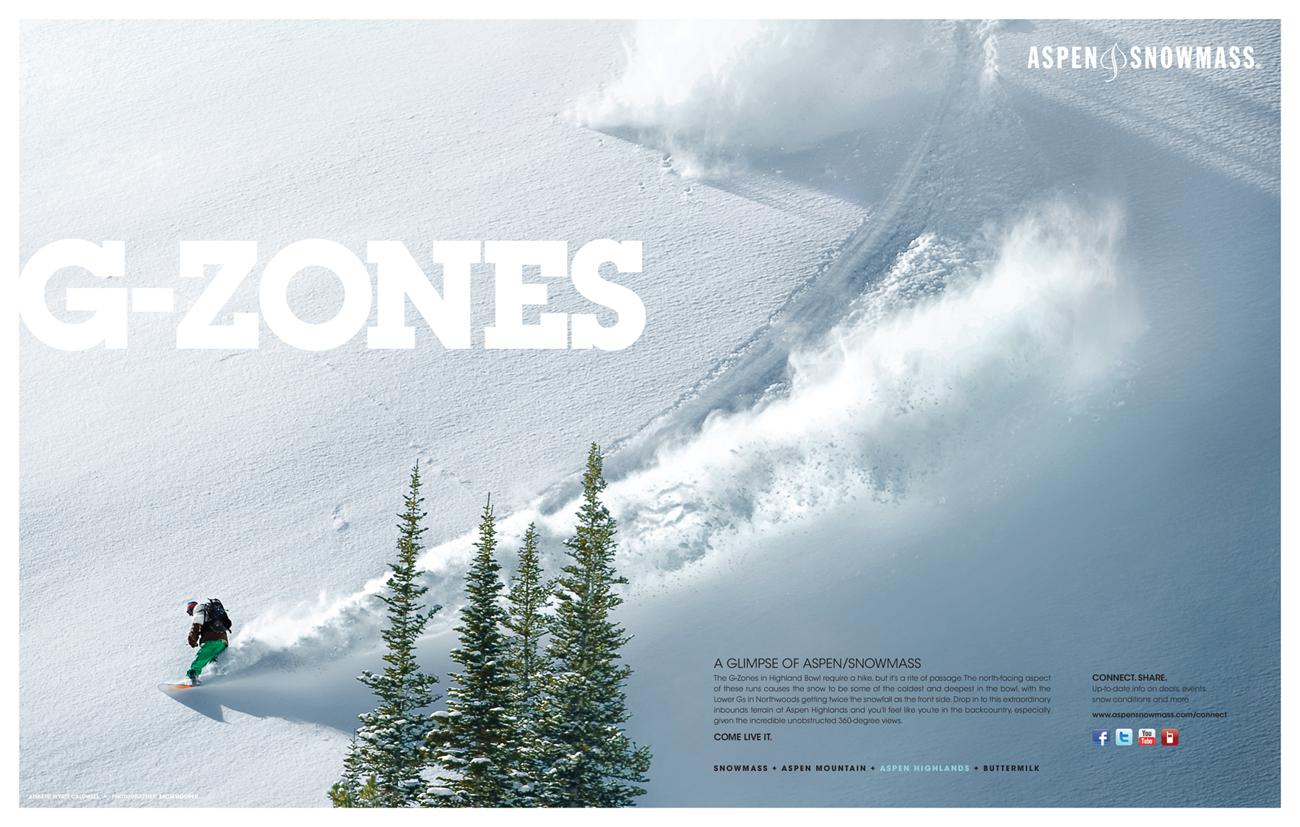 ASPEN SNOWMASS®
G-ZONES
A GLIMPSE OF ASPEN/SNOWMASS
The G-Zones in Highland Bowl require a hike, but it's a rite of passage. The north-facing aspect
of these runs causes the snow to be some of the coldest and deepest in the bowl, with the
Lower Gs in Northwoods getting twice the snowfall as the front side. Drop in to this extraordinary
inbounds terrain at Aspen Highlands and you'll feel like you're in the backcountry, especially
given the incredible unobstructed 360-degree views.
COME LIVE IT.
SNOWMASS + ASPEN MOUNTAIN + ASPEN HIGHLANDS + BUTTERMILK
CONNECT. SHARE.
Up-to-date info on deals, events,
snow conditions and more.
www.aspensnowmass.com/connect
f t You Tube
ATHLETE: WYATT CALDWELL + PHOTOGRAPHER: ZACH HOOPER